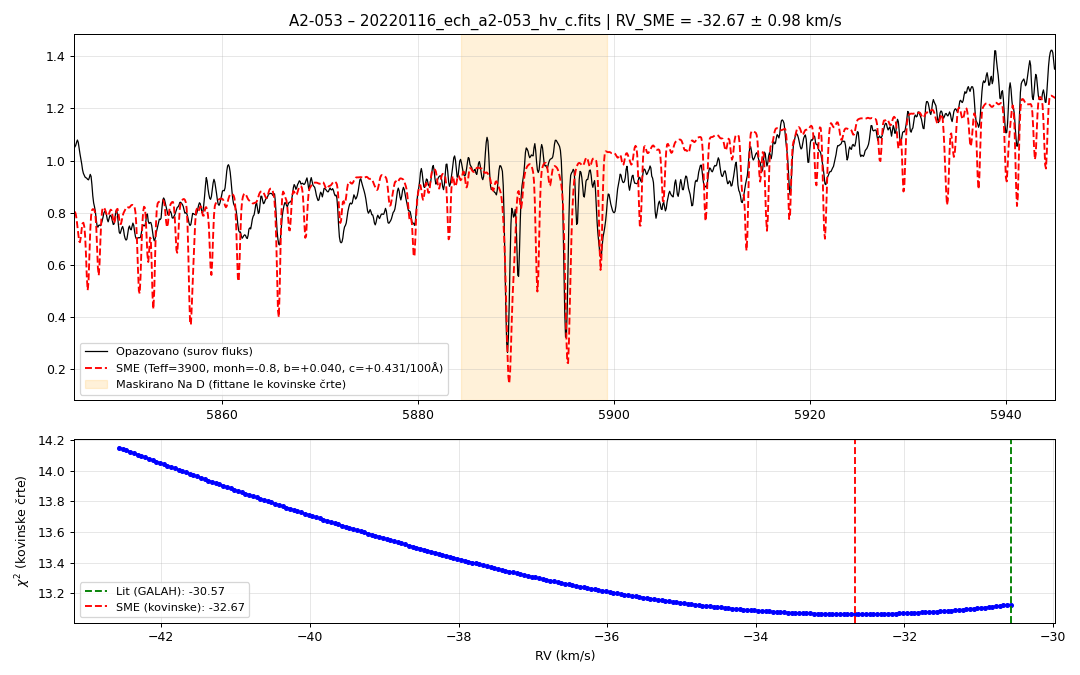 A2-053 – 20220116_ech_a2-053_hv_c.fits | RV_SME = -32.67 ± 0.98 km/s
1.4
1.2
1.0
0.8
0.6
0.4
0.2
Opazovano (surov fluks)
SME (Teff=3900, monh=-0.8, b=+0.040, c=+0.431/100Å)
Maskirano Na D (fittane le kovinske črte)
5860 5880 5900 5920 5940
14.2
14.0
13.8
13.6
13.4
13.2
χ² (kovinske črte)
Lit (GALAH): -30.57
SME (kovinske): -32.67
−42 −40 −38 −36 −34 −32 −30
RV (km/s)